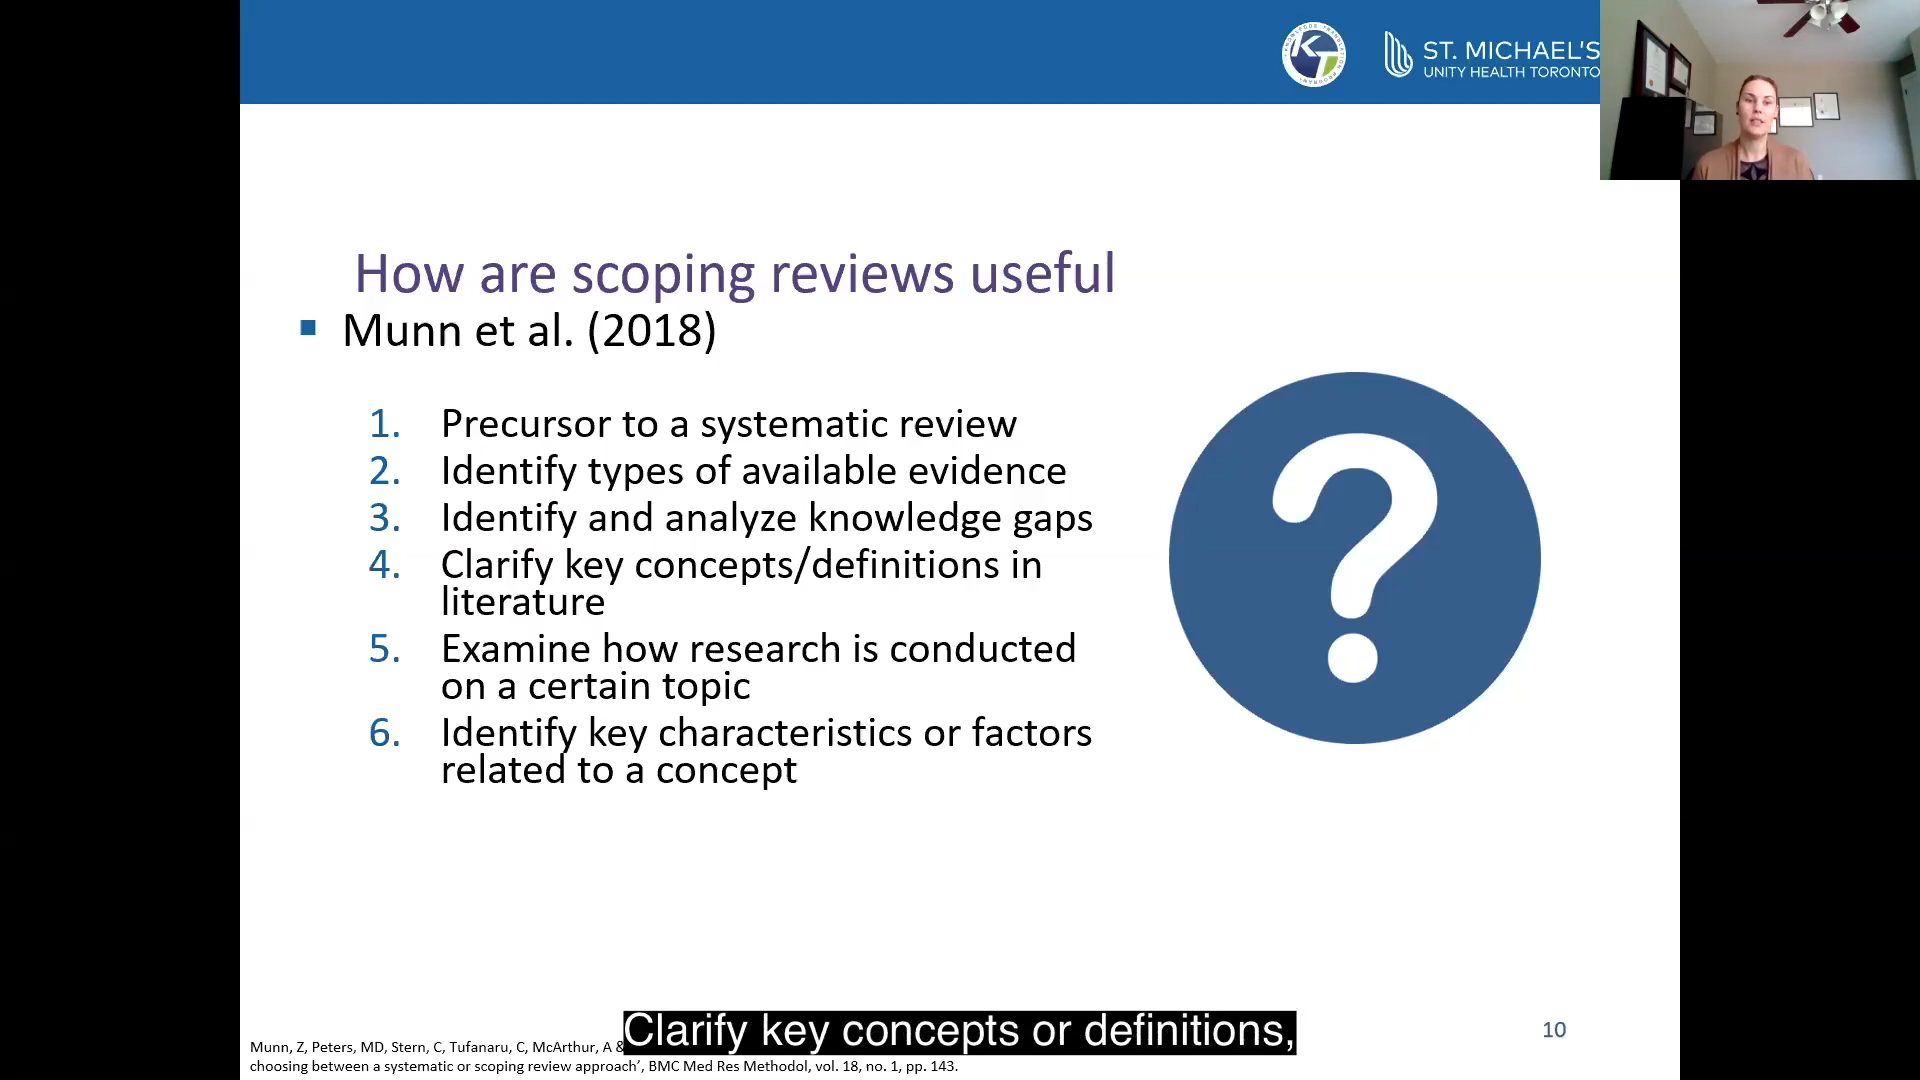 KNOWLEDGE TRANSLATION PROGRAM
KT
ST. MICHAEL'S
UNITY HEALTH TORONTO
How are scoping reviews useful
Munn et al. (2018)
1. Precursor to a systematic review
2. Identify types of available evidence
3. Identify and analyze knowledge gaps
4. Clarify key concepts/definitions in
literature
5. Examine how research is conducted
on a certain topic
6. Identify key characteristics or factors
related to a concept
Clarify key concepts or definitions,
10
Munn, Z, Peters, MD, Stern, C, Tufanaru, C, McArthur, A &
choosing between a systematic or scoping review approach’, BMC Med Res Methodol, vol. 18, no. 1, pp. 143.